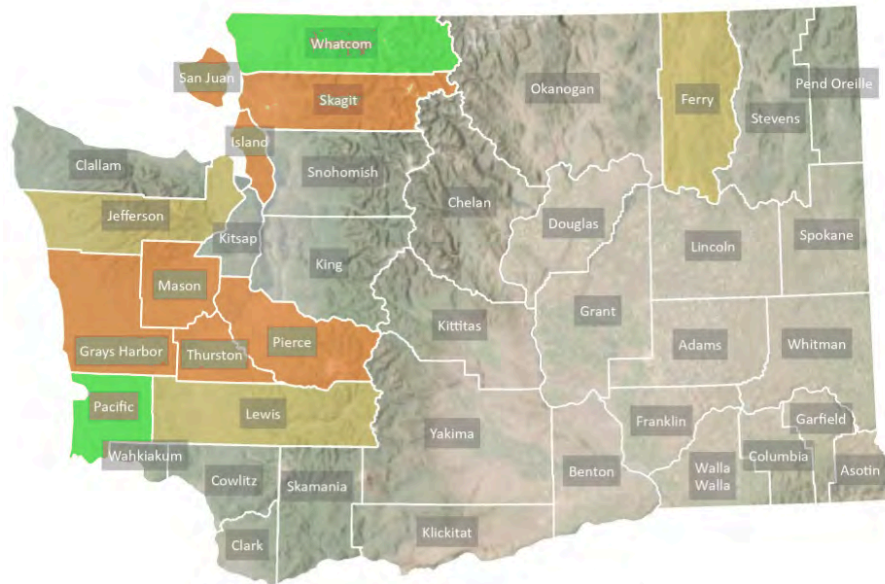 Whatcom
San Juan
Skagit
Okanogan
Ferry
Pend Oreille
Stevens
Island
Clallam
Snohomish
Chelan
Jefferson
Kitsap
Douglas
Lincoln
Spokane
King
Mason
Grant
Kittitas
Grays Harbor
Thurston
Pierce
Adams
Whitman
Pacific
Lewis
Yakima
Franklin
Garfield
Wahkiakum
Cowlitz
Skamania
Benton
Walla
Walla
Columbia
Asotin
Klickitat
Clark